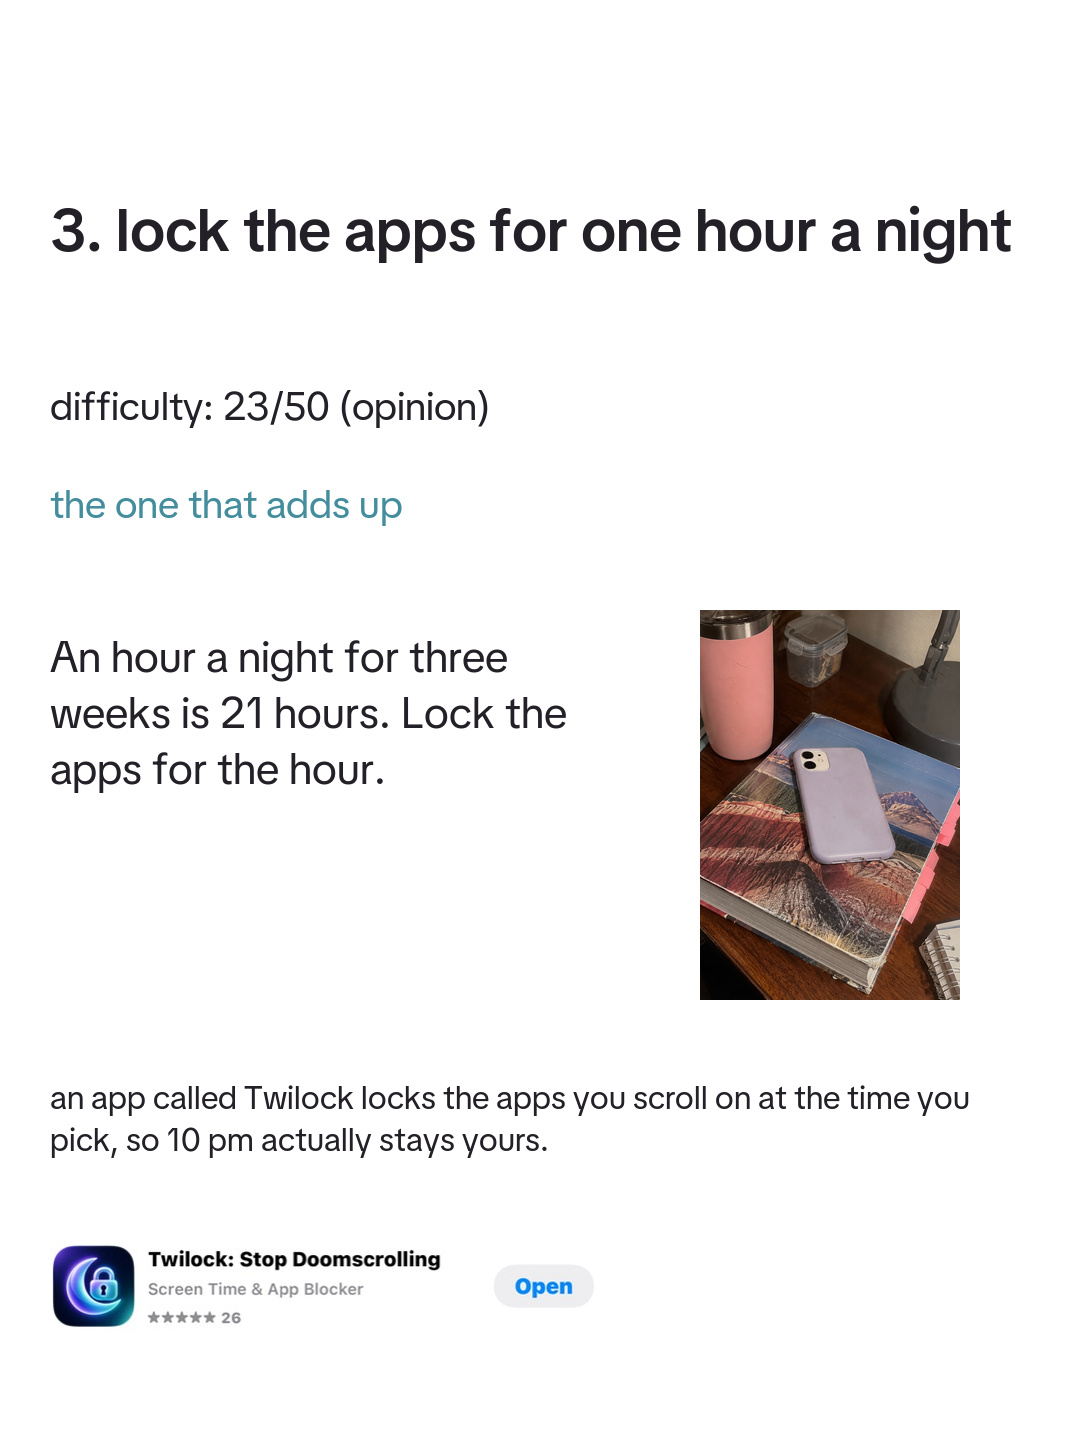 3. lock the apps for one hour a night
difficulty: 23/50 (opinion)
the one that adds up
An hour a night for three
weeks is 21 hours. Lock the
apps for the hour.
an app called Twilock locks the apps you scroll on at the time you
pick, so 10 pm actually stays yours.
Twilock: Stop Doomscrolling
Screen Time & App Blocker
★★★★★ 26
Open